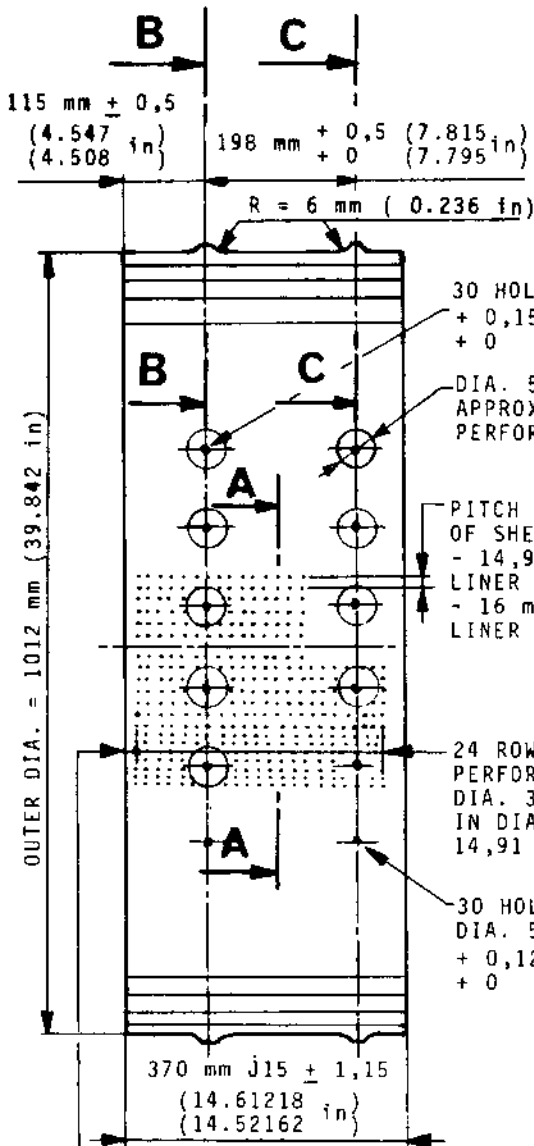 B C
115 mm ± 0,5
(4.547
(4.508 in)
198 mm + 0,5 (7.815
+ 0 (7.795 in)
R = 6 mm ( 0.236 in)
30 HOL
+ 0,15
+ 0
B C
DIA. 5
APPROX
PERFOR
A
PITCH
OF SHE
- 14,9
LINER
- 16 m
LINER
OUTER DIA. = 1012 mm (39.842 in)
24 ROW
PERFOR
DIA. 3
IN DIA
14,91
A
30 HOL
DIA. 5
+ 0,12
+ 0
370 mm J15 ± 1,15
(14.61218
(14.52162 in)